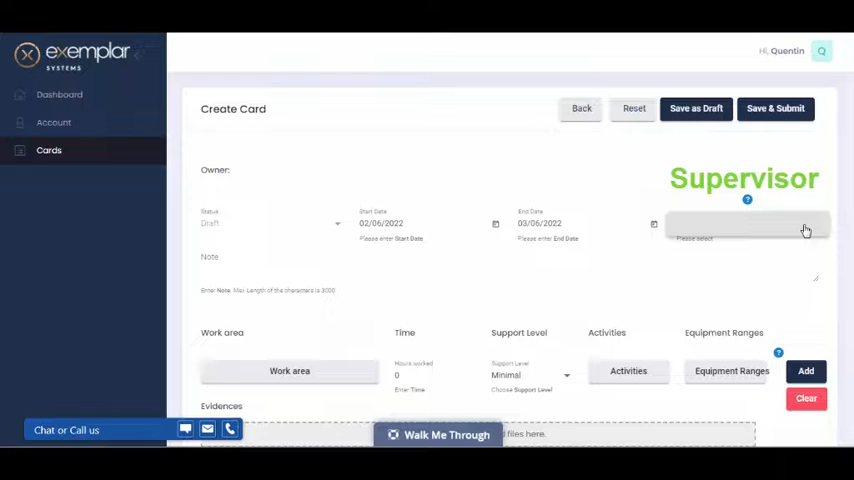 exemplar
SYSTEMS
Hi, Quentin
Q
Dashboard
Account
Cards
Create Card
Back
Reset
Save as Draft
Save & Submit
Owner:
Supervisor
?
Status
Draft
Start Date
02/06/2022
Please enter Start Date
End Date
03/06/2022
Please enter End Date
Please select
Note
Enter Note. Max Length of the characters is 3000
Work area
Time
Support Level
Activities
Equipment Ranges
?
Work area
Hours worked
0
Enter Time
Support Level
Minimal
Choose Support Level
Activities
Equipment Ranges
Add
Clear
Evidences
files here.
Chat or Call us
Walk Me Through